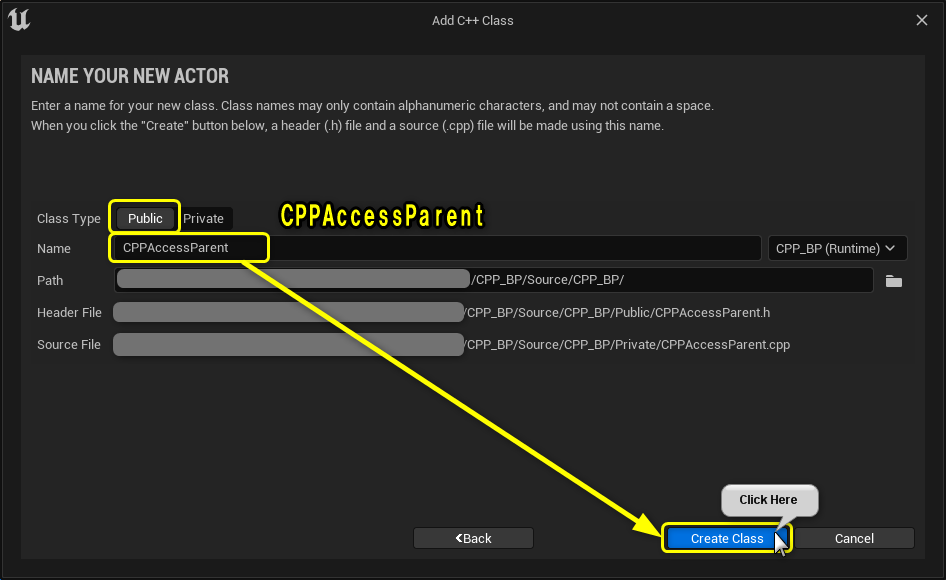 Add C++ Class
NAME YOUR NEW ACTOR
Enter a name for your new class. Class names may only contain alphanumeric characters, and may not contain a space.
When you click the "Create" button below, a header (.h) file and a source (.cpp) file will be made using this name.
Class Type Public Private CPPAccessParent
Name CPPAccessParent CPP_BP (Runtime)
Path /CPP_BP/Source/CPP_BP/
Header File /CPP_BP/Source/CPP_BP/Public/CPPAccessParent.h
Source File /CPP_BP/Source/CPP_BP/Private/CPPAccessParent.cpp
Click Here
Back Create Class Cancel